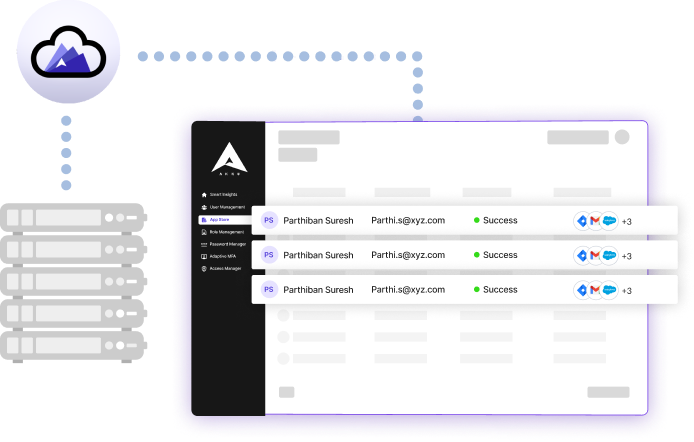 AKKU
Smart Insights
User Management
App Store
Role Management
Password Manager
Adaptive MFA
Access Manager
PS Parthiban Suresh Parthi.s@xyz.com Success +3
PS Parthiban Suresh Parthi.s@xyz.com Success +3
PS Parthiban Suresh Parthi.s@xyz.com Success +3